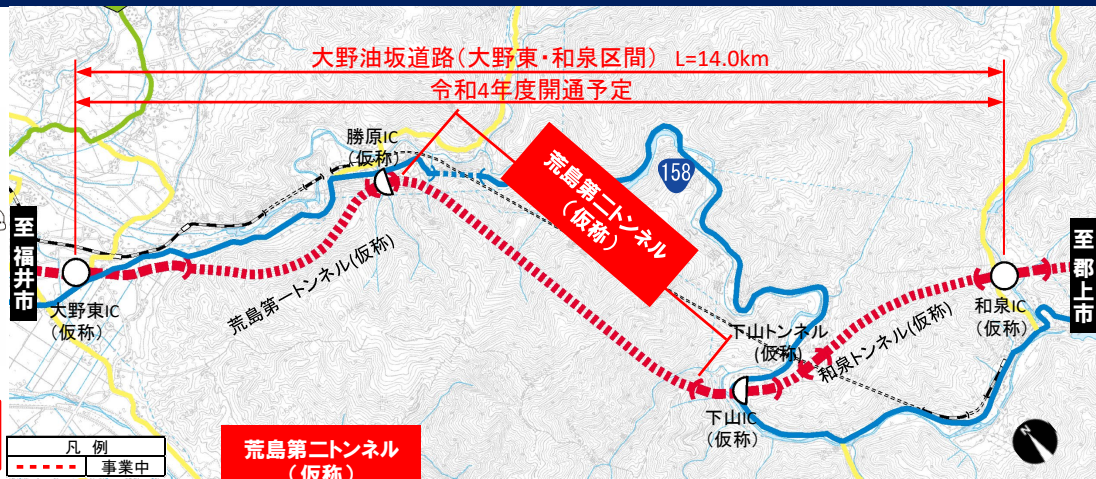 大野油坂道路(大野東・和泉区間) L=14.0km
令和4年度開通予定
勝原IC
(仮称)
荒島第二トンネル
(仮称)
158
至福井市
至郡上市
大野東IC
(仮称)
荒島第一トンネル(仮称)
下山トンネル
(仮称)
和泉トンネル(仮称)
和泉IC
(仮称)
下山IC
(仮称)
凡 例
事業中
荒島第二トンネル
(仮称)
N